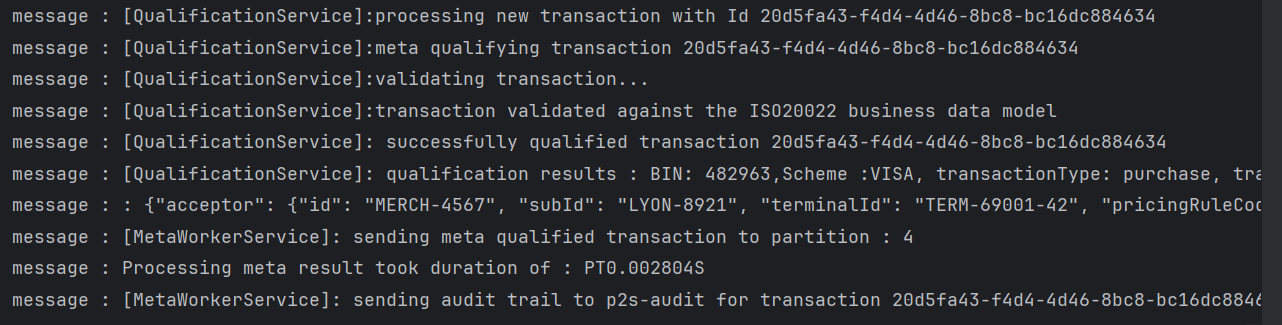 message : [QualificationService]:processing new transaction with Id 20d5fa43-f4d4-4d46-8bc8-bc16dc884634
message : [QualificationService]:meta qualifying transaction 20d5fa43-f4d4-4d46-8bc8-bc16dc884634
message : [QualificationService]:validating transaction...
message : [QualificationService]:transaction validated against the ISO20022 business data model
message : [QualificationService]: successfully qualified transaction 20d5fa43-f4d4-4d46-8bc8-bc16dc884634
message : [QualificationService]: qualification results : BIN: 482963,Scheme :VISA, transactionType: purchase, tra
message : : {"acceptor": {"id": "MERCH-4567", "subId": "LYON-8921", "terminalId": "TERM-69001-42", "pricingRuleCod
message : [MetaWorkerService]: sending meta qualified transaction to partition : 4
message : Processing meta result took duration of : PT0.002804S
message : [MetaWorkerService]: sending audit trail to p2s-audit for transaction 20d5fa43-f4d4-4d46-8bc8-bc16dc8846